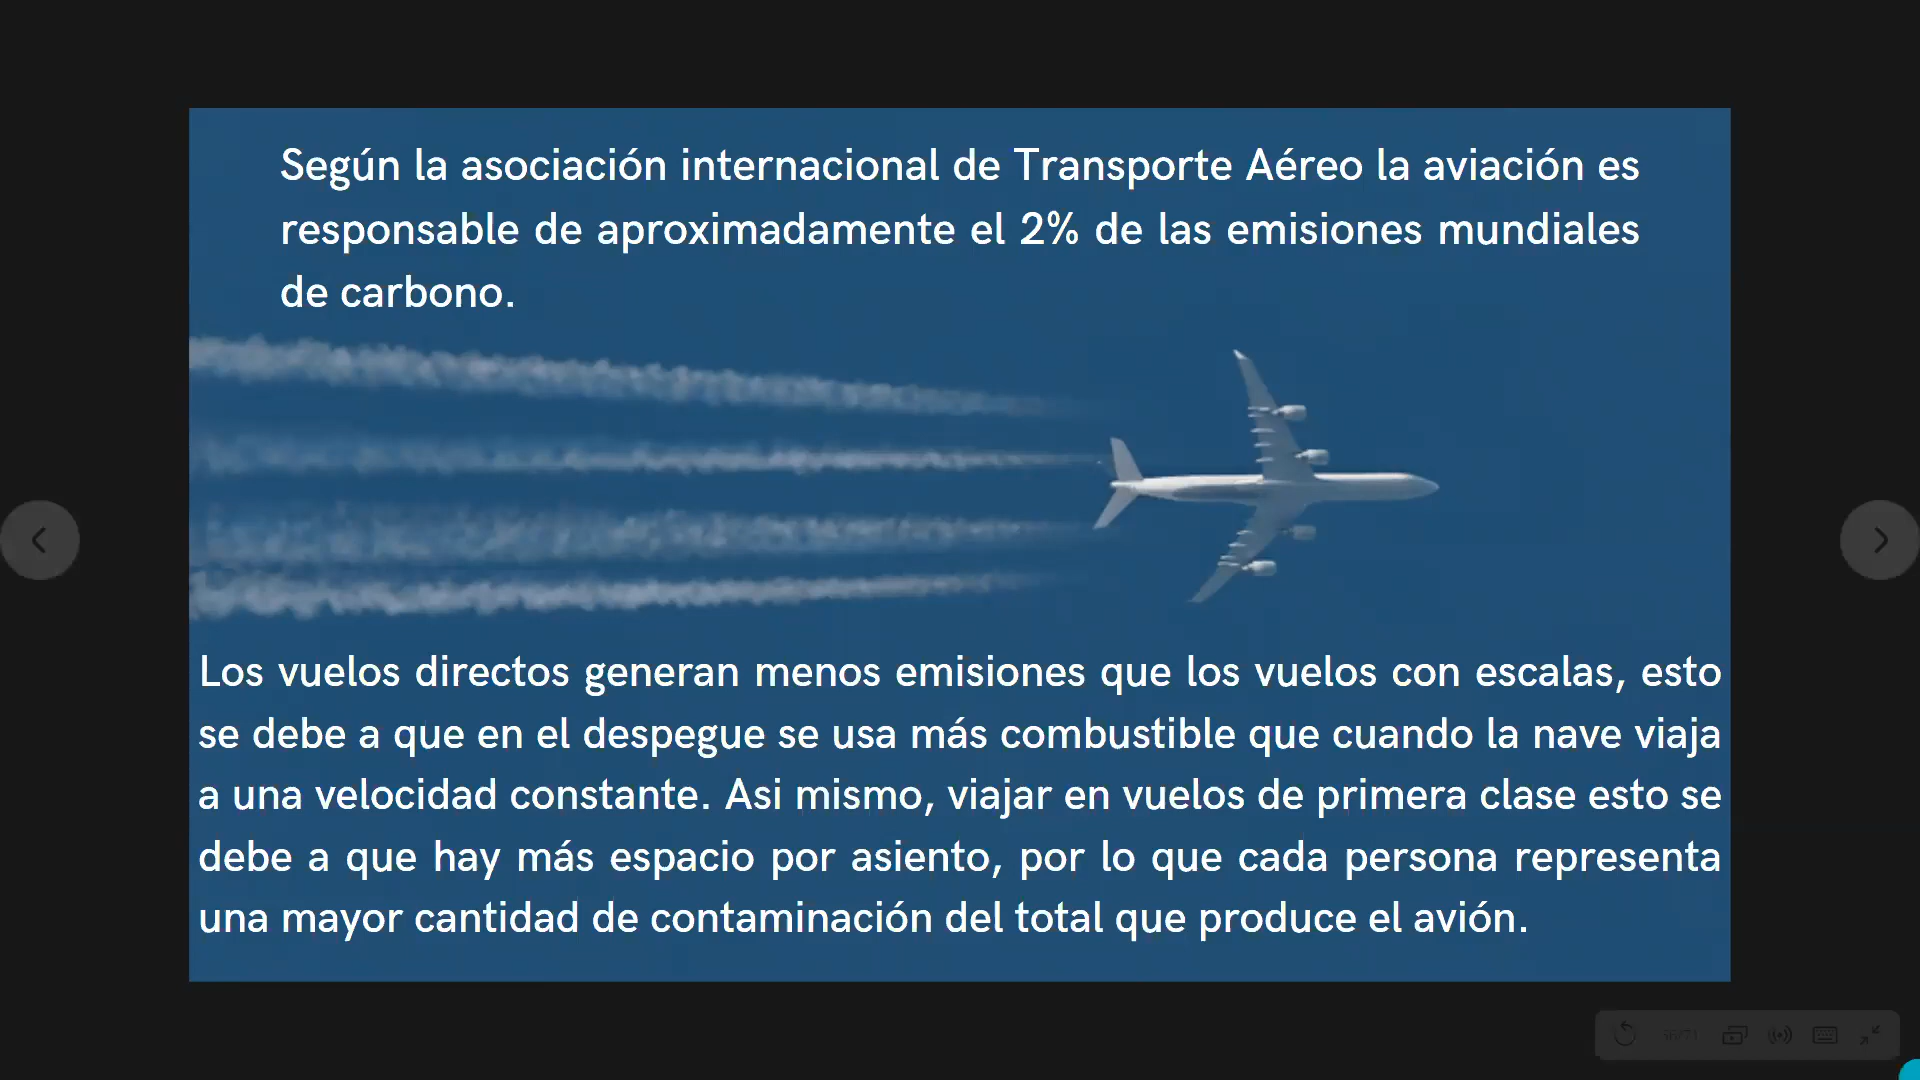 Según la asociación internacional de Transporte Aéreo la aviación es
responsable de aproximadamente el 2% de las emisiones mundiales
de carbono.
Los vuelos directos generan menos emisiones que los vuelos con escalas, esto
se debe a que en el despegue se usa más combustible que cuando la nave viaja
a una velocidad constante. Asi mismo, viajar en vuelos de primera clase esto se
debe a que hay más espacio por asiento, por lo que cada persona representa
una mayor cantidad de contaminación del total que produce el avión.